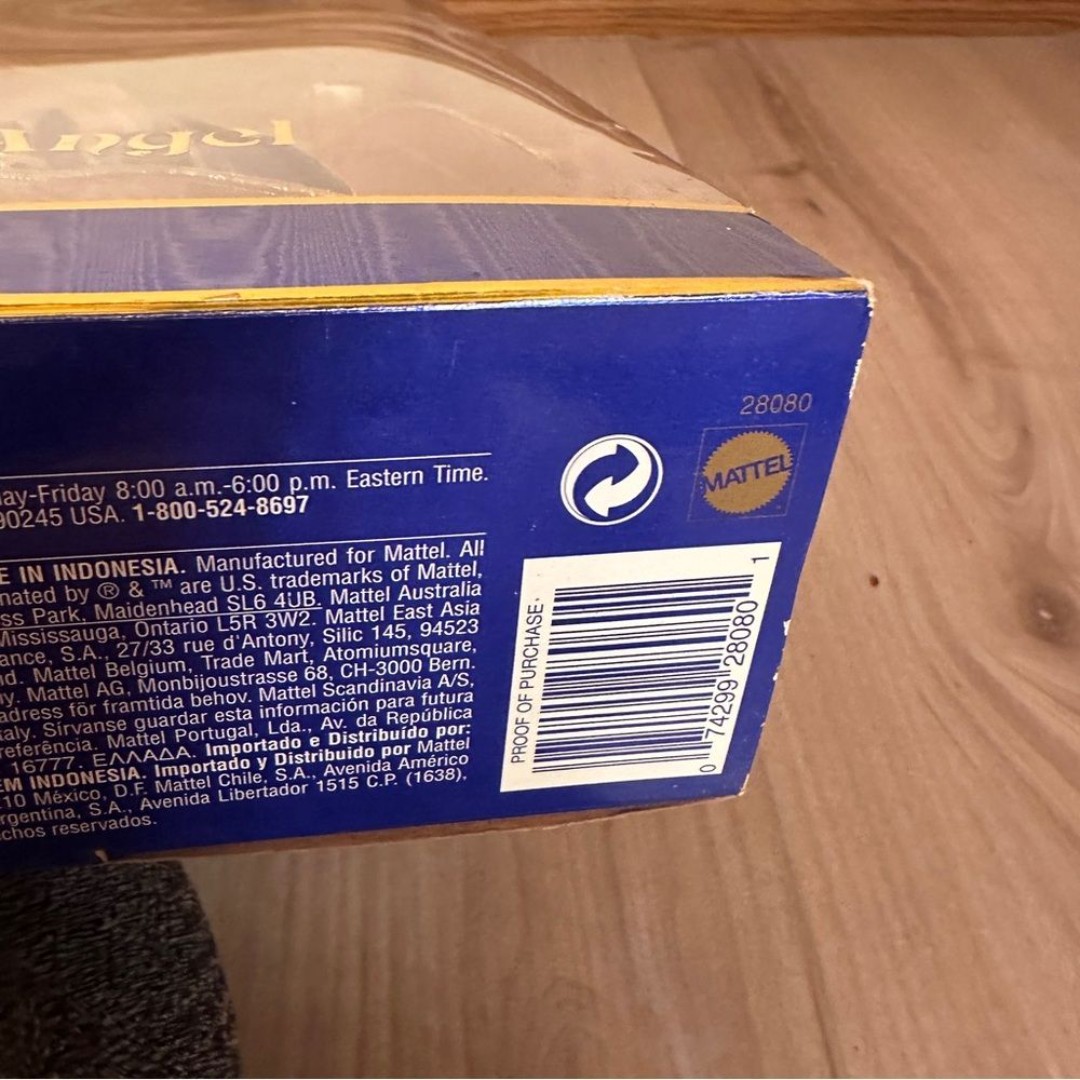 Angel
28080
MATTEL
ay-Friday 8:00 a.m.-6:00 p.m. Eastern Time.
90245 USA. 1-800-524-8697
E IN INDONESIA. Manufactured for Mattel. All
nated by ® & ™ are U.S. trademarks of Mattel,
ss Park, Maidenhead SL6 4UB. Mattel Australia
Mississauga, Ontario L5R 3W2. Mattel East Asia
ance, S.A., 27/33 rue d'Antony, Silic 145, 94523
nd. Mattel Belgium, Trade Mart, Atomiumsquare,
y. Mattel AG, Monbijoustrasse 68, CH-3000 Bern.
adress för framtida behov. Mattel Scandinavia A/S,
aly. Sírvanse guardar esta información para futura
referência. Mattel Portugal, Lda., Av. da República
16777. ΕΛΛΑΔΑ. Importado e Distribuído por:
EM INDONESIA. Importado y Distribuido por Mattel
10 México, D.F. Mattel Chile, S.A., Avenida Américo
rgentina, S.A., Avenida Libertador 1515 C.P. (1638),
chos reservados.
PROOF OF PURCHASE
0 74299 28080 1